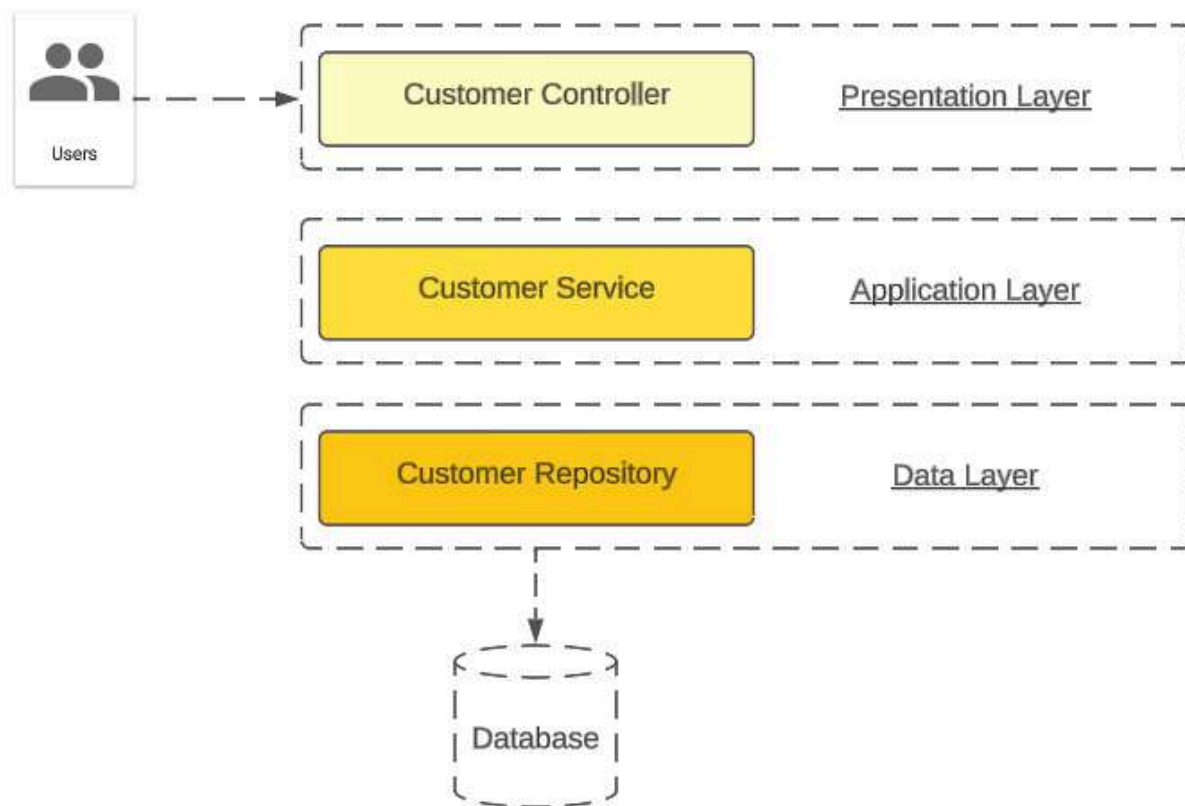 Users
Customer Controller
Presentation Layer
Customer Service
Application Layer
Customer Repository
Data Layer
Database